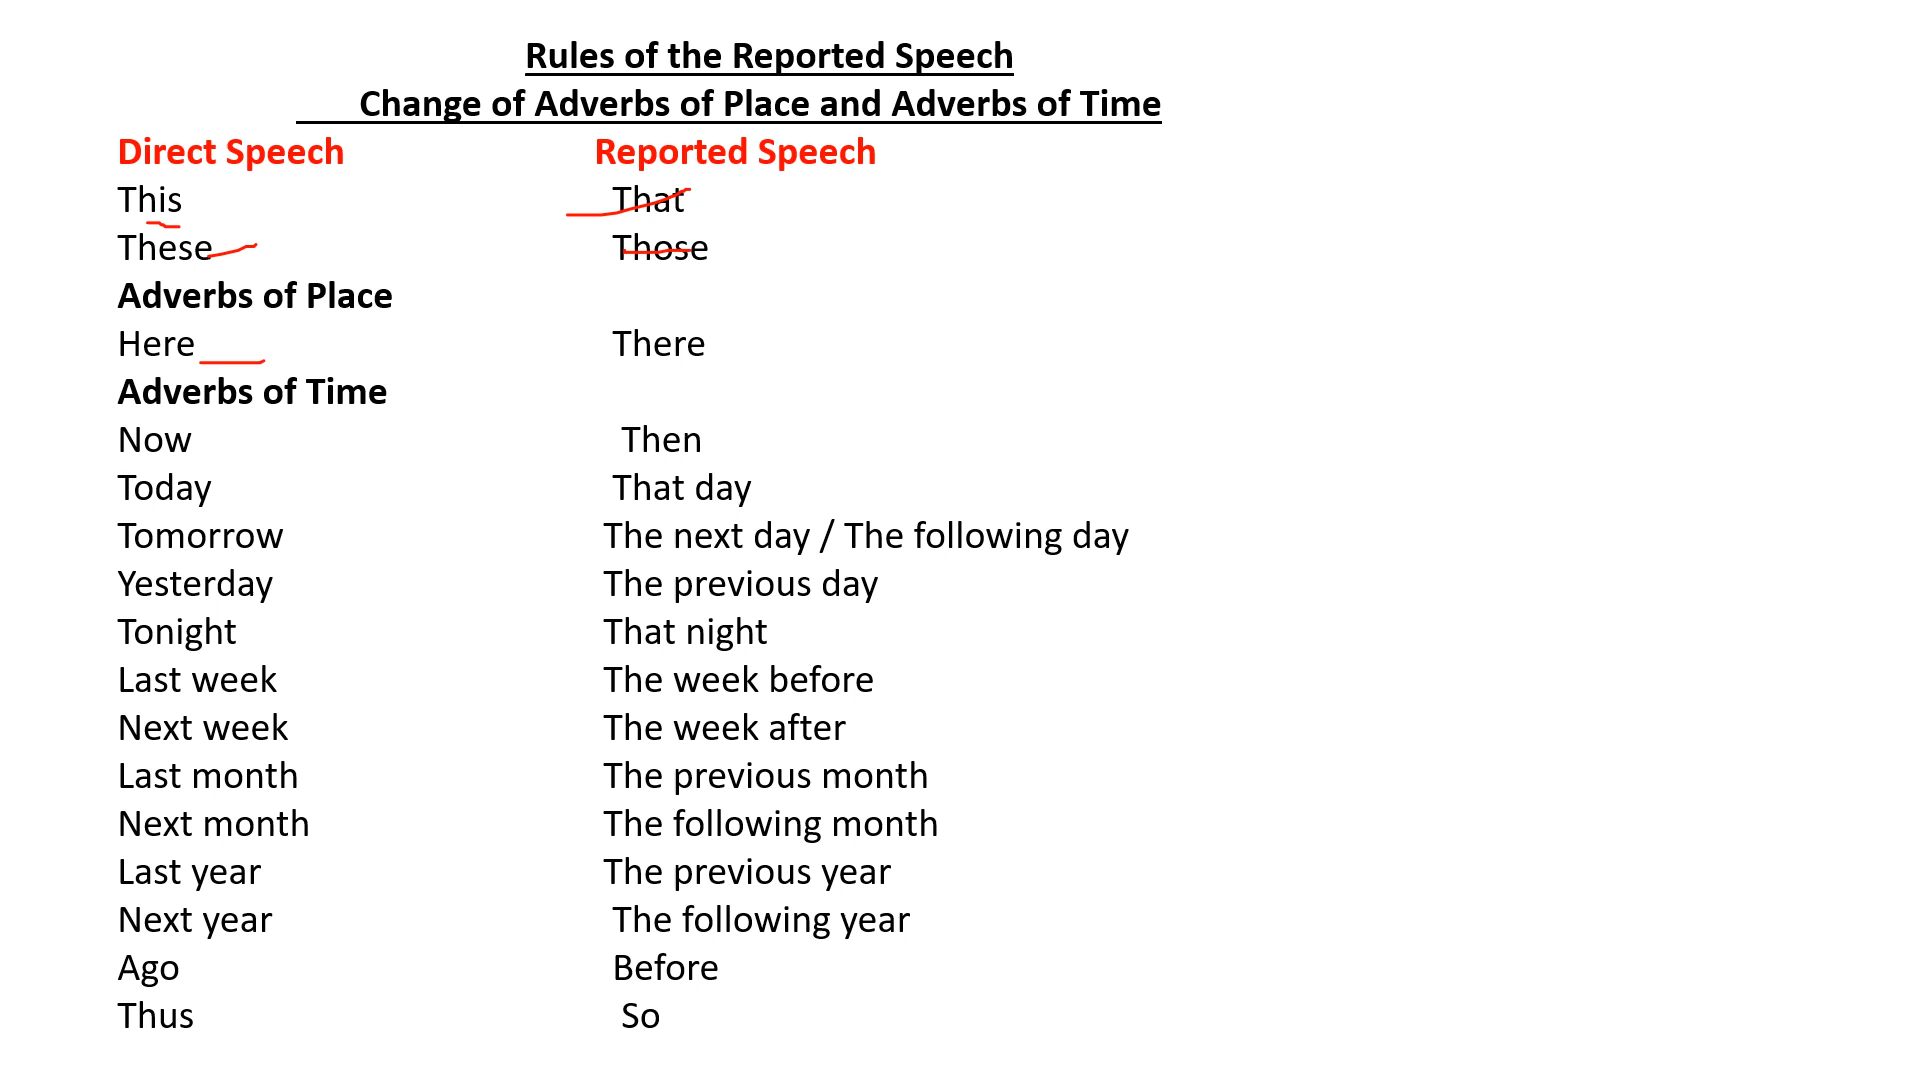 Rules of the Reported Speech
Change of Adverbs of Place and Adverbs of Time
Direct Speech Reported Speech
This That
These Those
Adverbs of Place
Here There
Adverbs of Time
Now Then
Today That day
Tomorrow The next day / The following day
Yesterday The previous day
Tonight That night
Last week The week before
Next week The week after
Last month The previous month
Next month The following month
Last year The previous year
Next year The following year
Ago Before
Thus So